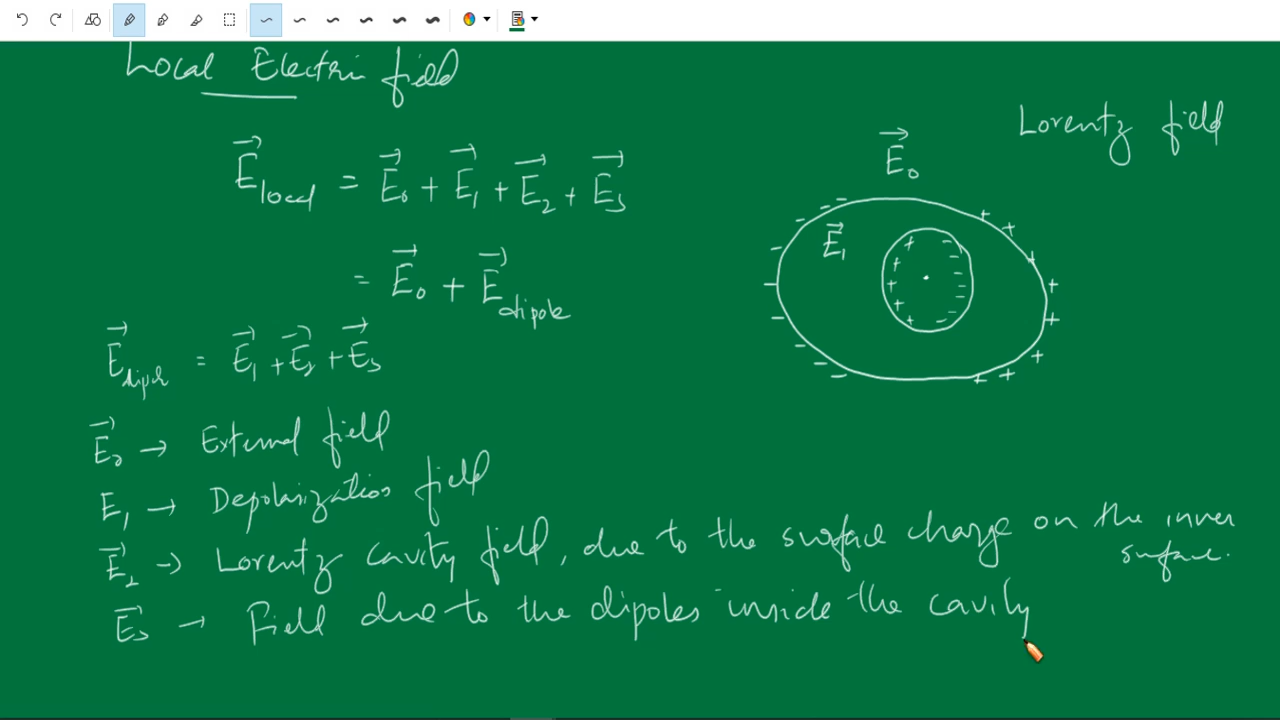 Local Electric field
Lorentz field
E⃗local = E⃗0 + E⃗1 + E⃗2 + E⃗3
= E⃗0 + E⃗dipole
E⃗dipole = E⃗1 + E⃗2 + E⃗3
E⃗0 → External field
E1 → Depolarization field
E⃗2 → Lorentz cavity field, due to the surface charge on the inner
surface.
E⃗3 → Field due to the dipoles inside the cavity
E⃗0
E⃗1